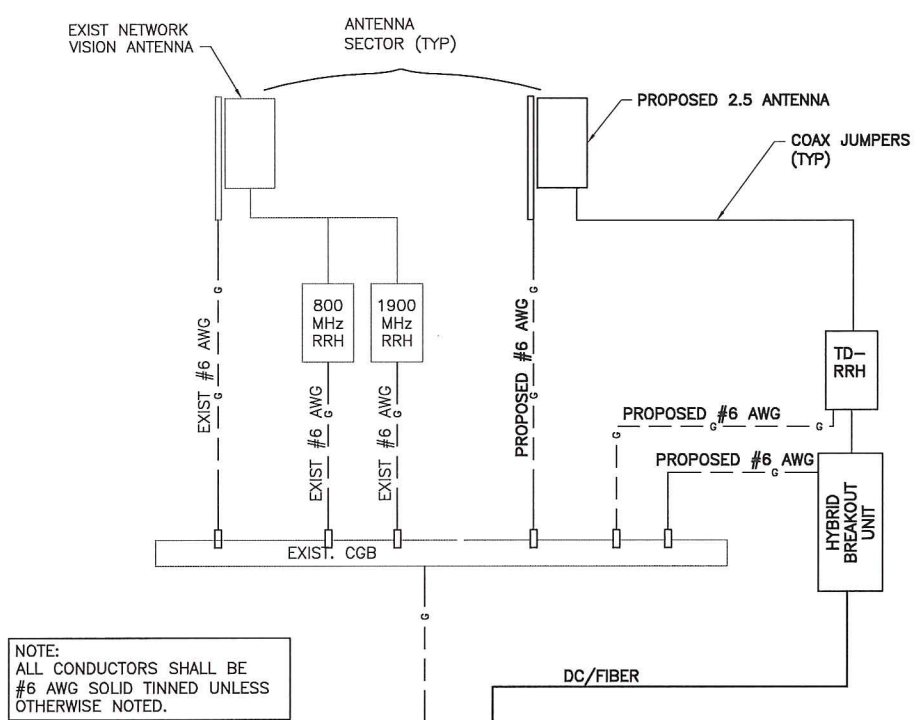 EXIST NETWORK
VISION ANTENNA
ANTENNA
SECTOR (TYP)
PROPOSED 2.5 ANTENNA
COAX JUMPERS
(TYP)
G
G
EXIST #6 AWG
800
MHz
RRH
1900
MHz
RRH
G
EXIST #6 AWG
G
EXIST #6 AWG
G
G
PROPOSED #6 AWG
TD-
RRH
PROPOSED #6 AWG
G
G
G
PROPOSED #6 AWG
G
HYBRID
BREAKOUT
UNIT
EXIST. CGB
G
NOTE:
ALL CONDUCTORS SHALL BE
#6 AWG SOLID TINNED UNLESS
OTHERWISE NOTED.
DC/FIBER